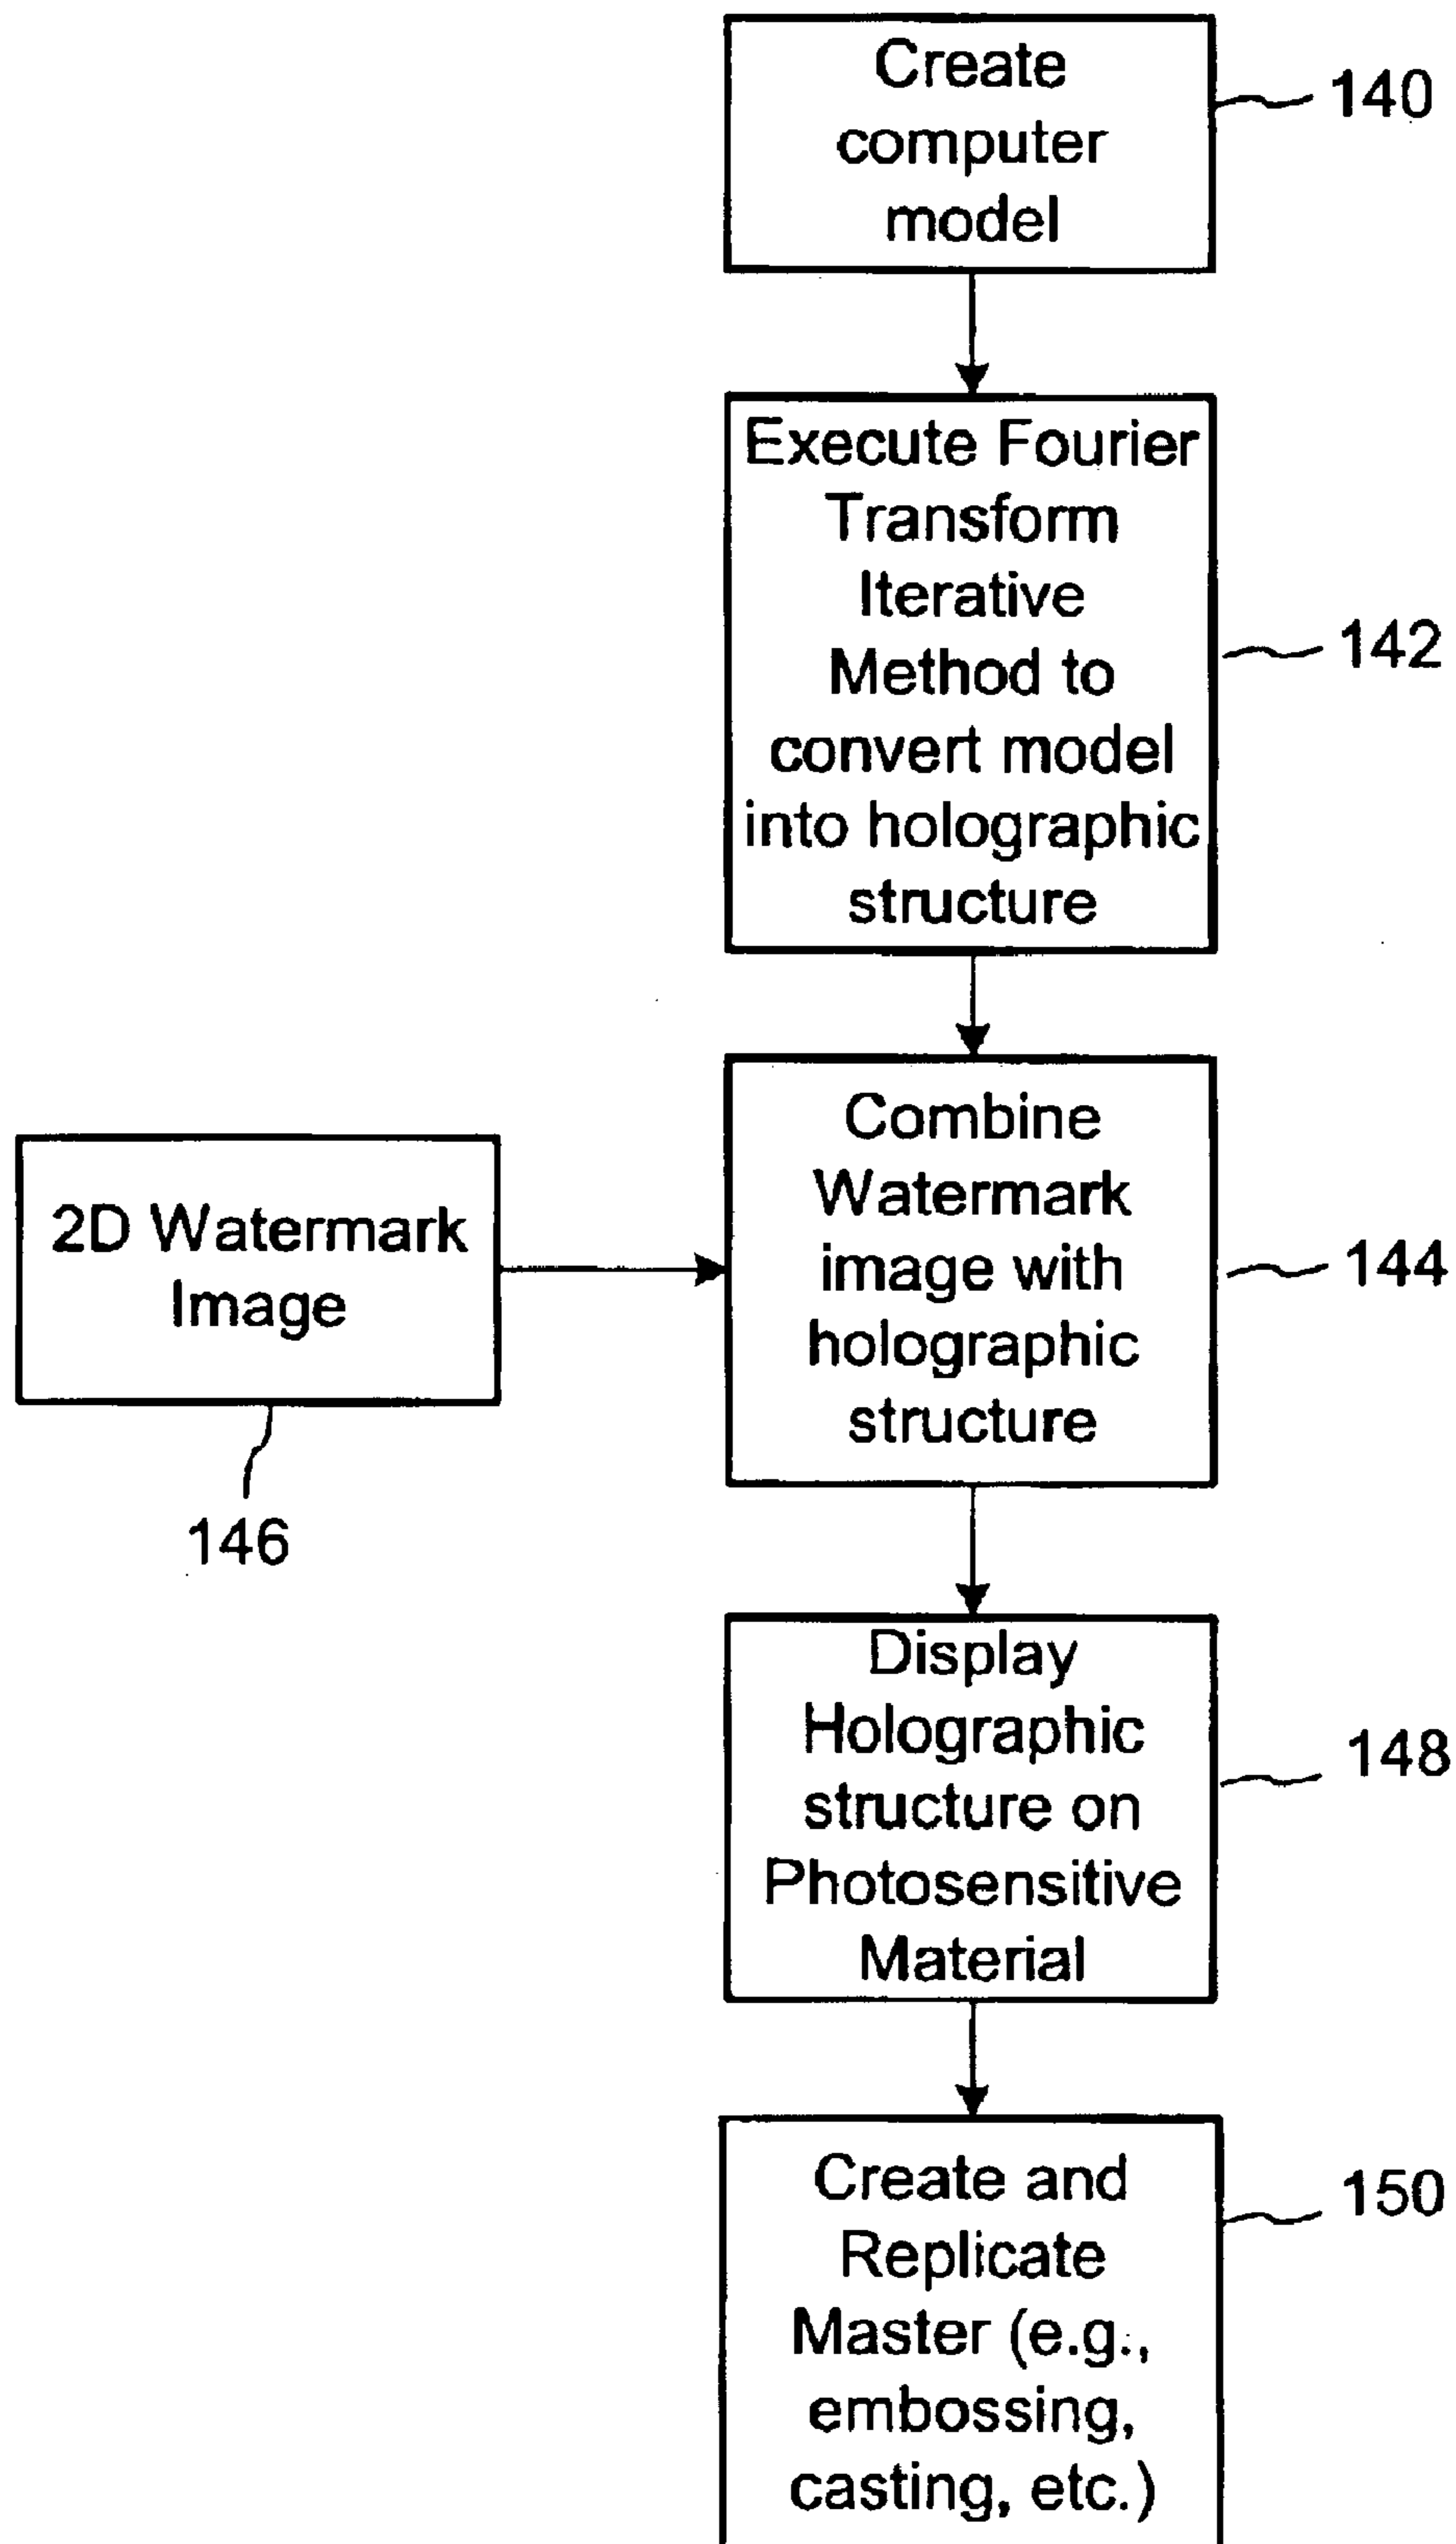 Create
computer
model
140
Execute Fourier
Transform
Iterative
Method to
convert model
into holographic
structure
142
2D Watermark
Image
146
Combine
Watermark
image with
holographic
structure
144
Display
Holographic
structure on
Photosensitive
Material
148
Create and
Replicate
Master (e.g.,
embossing,
casting, etc.)
150